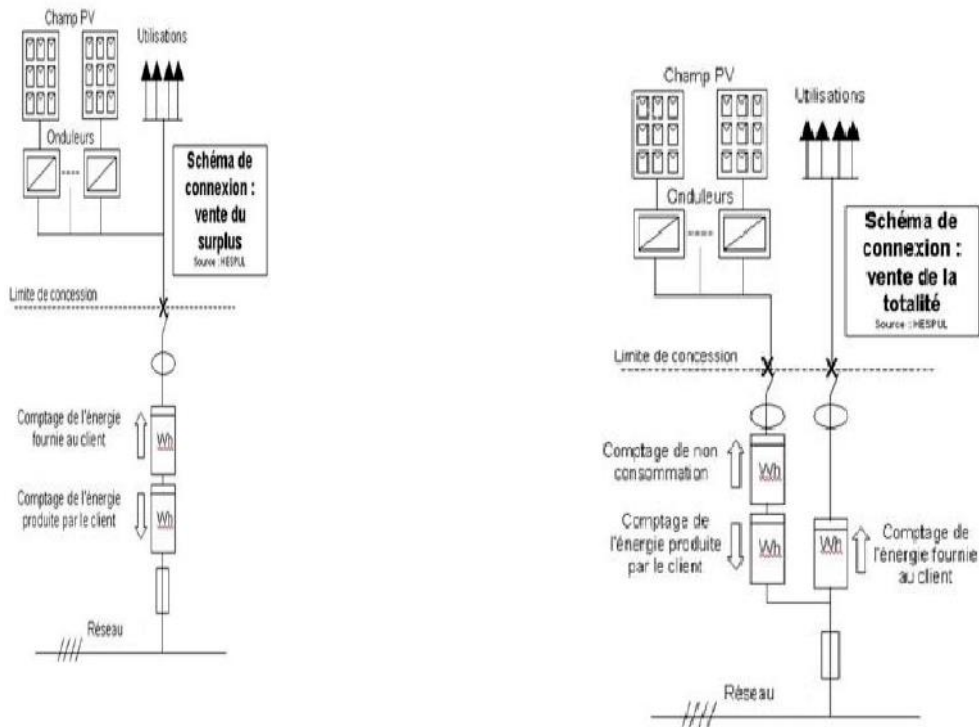 Champ PV
Utilisations
Onduleurs
Schéma de
connexion :
vente du
surplus
Source : HESPUL
Limite de concession
Comptage de l'énergie
fournie au client
Wh
Comptage de l'énergie
produite par le client
Wh
Réseau
Champ PV
Utilisations
Onduleurs
Schéma de
connexion :
vente de la
totalité
Source : HESPUL
Limite de concession
Comptage de non
consommation
Wh
Comptage de
l'énergie produite
par le client
Wh
Wh
Comptage de
l'énergie fournie
au client
Réseau